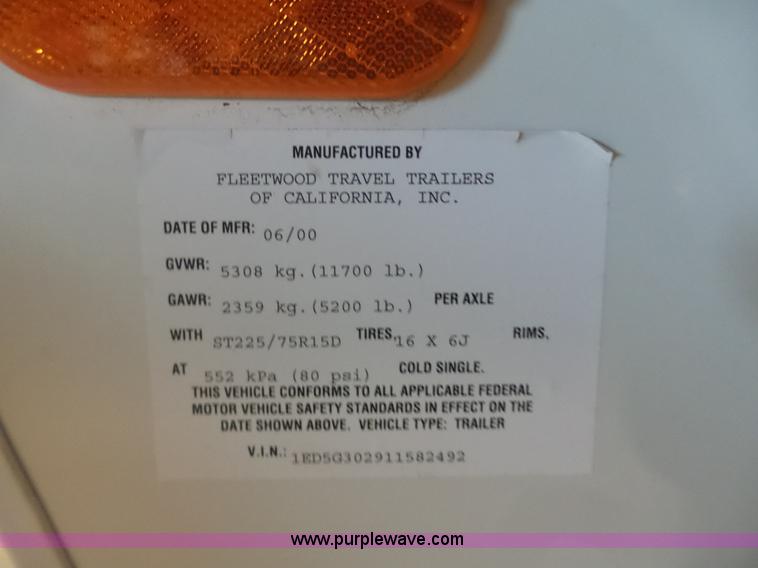 MANUFACTURED BY
FLEETWOOD TRAVEL TRAILERS
OF CALIFORNIA, INC.
DATE OF MFR: 06/00
GVWR: 5308 kg.(11700 lb.)
GAWR: 2359 kg.(5200 lb.) PER AXLE
WITH ST225/75R15D TIRES, 16 X 6J RIMS,
AT 552 kPa (80 psi) COLD SINGLE.
THIS VEHICLE CONFORMS TO ALL APPLICABLE FEDERAL
MOTOR VEHICLE SAFETY STANDARDS IN EFFECT ON THE
DATE SHOWN ABOVE. VEHICLE TYPE: TRAILER
V.I.N.: 1ED5G302911582492
www.purplewave.com